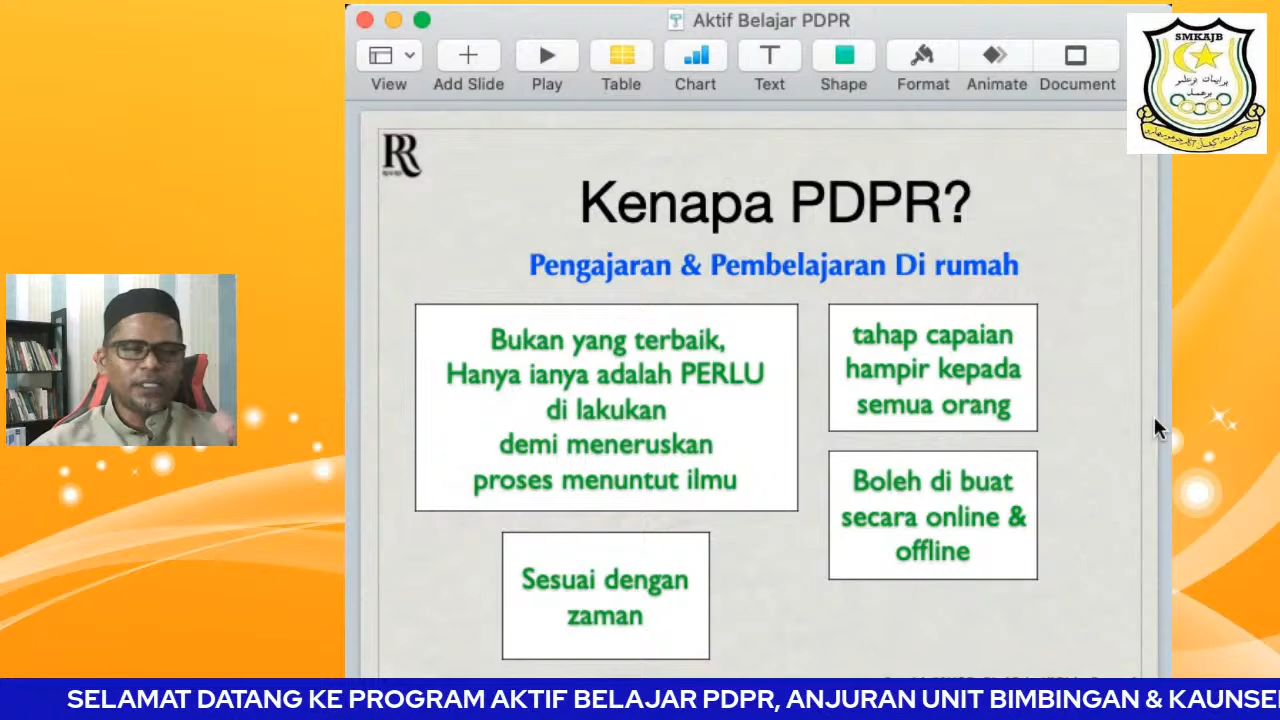 Aktif Belajar PDPR
View
Add Slide
Play
Table
Chart
Text
Shape
Format
Animate
Document
SMKAJB
RR
Kenapa PDPR?
Pengajaran & Pembelajaran Di rumah
Bukan yang terbaik,
Hanya ianya adalah PERLU
di lakukan
demi meneruskan
proses menuntut ilmu
tahap capaian
hampir kepada
semua orang
Boleh di buat
secara online &
offline
Sesuai dengan
zaman
SELAMAT DATANG KE PROGRAM AKTIF BELAJAR PDPR, ANJURAN UNIT BIMBINGAN & KAUNSEL